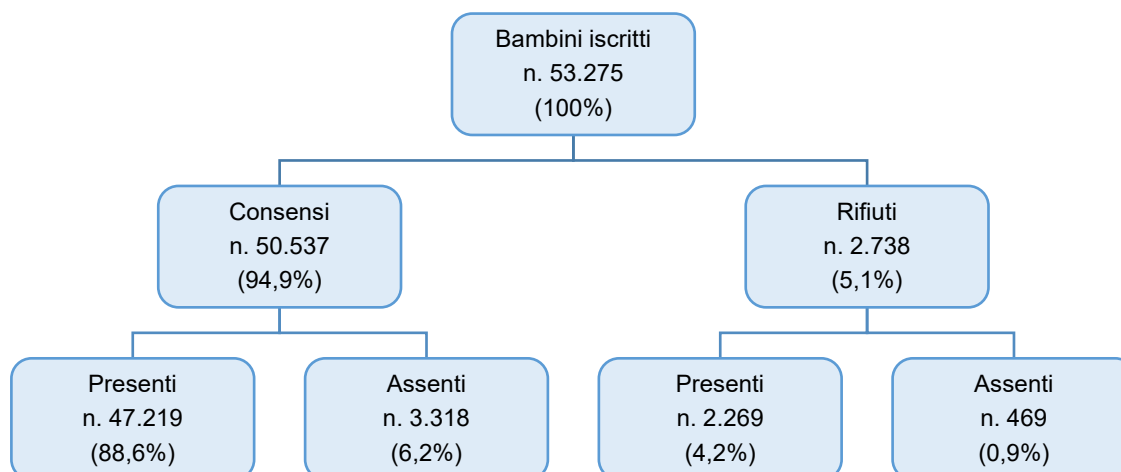 Bambini iscritti
n. 53.275
(100%)
Consensi
n. 50.537
(94,9%)
Rifiuti
n. 2.738
(5,1%)
Presenti
n. 47.219
(88,6%)
Assenti
n. 3.318
(6,2%)
Presenti
n. 2.269
(4,2%)
Assenti
n. 469
(0,9%)